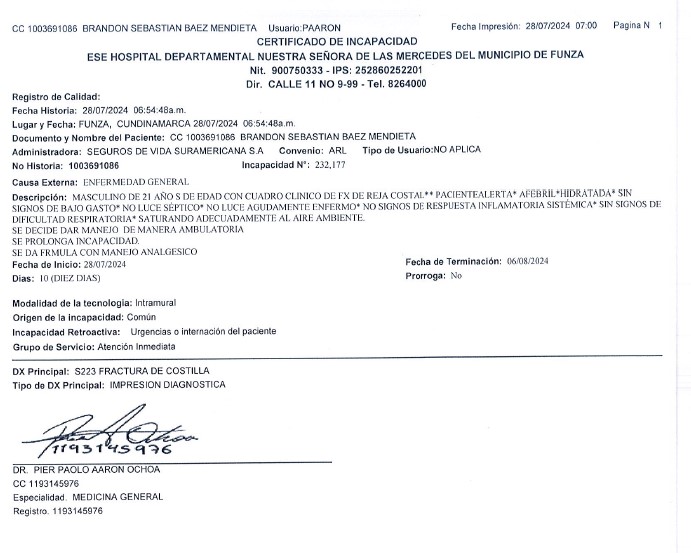 CC 1003691086 BRANDON SEBASTIAN BAEZ MENDIETA Usuario:PAARON Fecha Impresión: 28/07/2024 07:00 Pagina N 1
CERTIFICADO DE INCAPACIDAD
ESE HOSPITAL DEPARTAMENTAL NUESTRA SEÑORA DE LAS MERCEDES DEL MUNICIPIO DE FUNZA
Nit. 900750333 - IPS: 252860252201
Dir. CALLE 11 NO 9-99 - Tel. 8264000
Registro de Calidad:
Fecha Historia: 28/07/2024 06:54:48a.m.
Lugar y Fecha: FUNZA, CUNDINAMARCA 28/07/2024 06:54:48a.m.
Documento y Nombre del Paciente: CC 1003691086 BRANDON SEBASTIAN BAEZ MENDIETA
Administradora: SEGUROS DE VIDA SURAMERICANA S.A Convenio: ARL Tipo de Usuario:NO APLICA
No Historia: 1003691086 Incapacidad N°: 232,177
Causa Externa: ENFERMEDAD GENERAL
Descripción: MASCULINO DE 21 AÑO S DE EDAD CON CUADRO CLINICO DE FX DE REJA COSTAL** PACIENTEALERTA* AFEBRIL*HIDRATADA* SIN
SIGNOS DE BAJO GASTO* NO LUCE SÉPTICO* NO LUCE AGUDAMENTE ENFERMO* NO SIGNOS DE RESPUESTA INFLAMATORIA SISTÉMICA* SIN SIGNOS DE
DIFICULTAD RESPIRATORIA* SATURANDO ADECUADAMENTE AL AIRE AMBIENTE.
SE DECIDE DAR MANEJO DE MANERA AMBULATORIA
SE PROLONGA INCAPACIDAD.
SE DA FRMULA CON MANEJO ANALGESICO
Fecha de Inicio: 28/07/2024 Fecha de Terminación: 06/08/2024
Dias: 10 (DIEZ DIAS) Prorroga: No
Modalidad de la tecnologia: Intramural
Origen de la incapacidad: Común
Incapacidad Retroactiva: Urgencias o internación del paciente
Grupo de Servicio: Atención Inmediata
DX Principal: S223 FRACTURA DE COSTILLA
Tipo de DX Principal: IMPRESION DIAGNOSTICA
1193145976
DR. PIER PAOLO AARON OCHOA
CC 1193145976
Especialidad. MEDICINA GENERAL
Registro. 1193145976